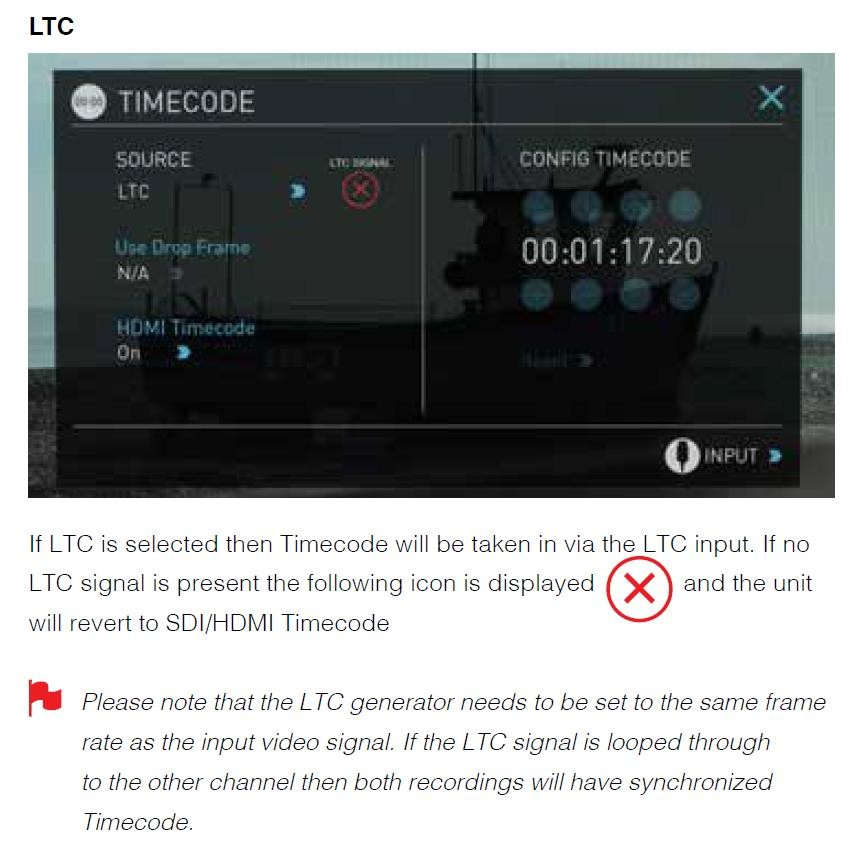 LTC
00:00 TIMECODE
SOURCE
LTC SIGNAL
LTC
Use Drop Frame
N/A
HDMI Timecode
On
CONFIG TIMECODE
00:01:17:20
Reset
INPUT
If LTC is selected then Timecode will be taken in via the LTC input. If no
LTC signal is present the following icon is displayed and the unit
will revert to SDI/HDMI Timecode
Please note that the LTC generator needs to be set to the same frame
rate as the input video signal. If the LTC signal is looped through
to the other channel then both recordings will have synchronized
Timecode.